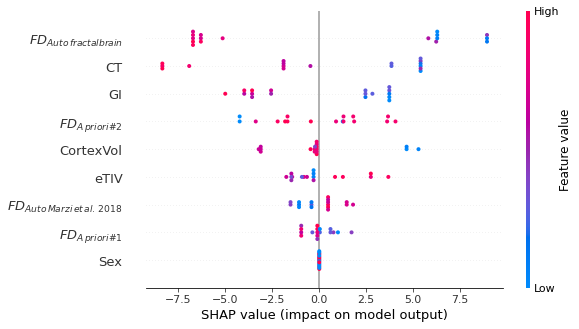 High
FD_Auto fractalbrain
CT
GI
FD_A priori#2
CortexVol
eTIV
FD_Auto Marzi et al. 2018
FD_A priori#1
Sex
Low
Feature value
−7.5 −5.0 −2.5 0.0 2.5 5.0 7.5
SHAP value (impact on model output)